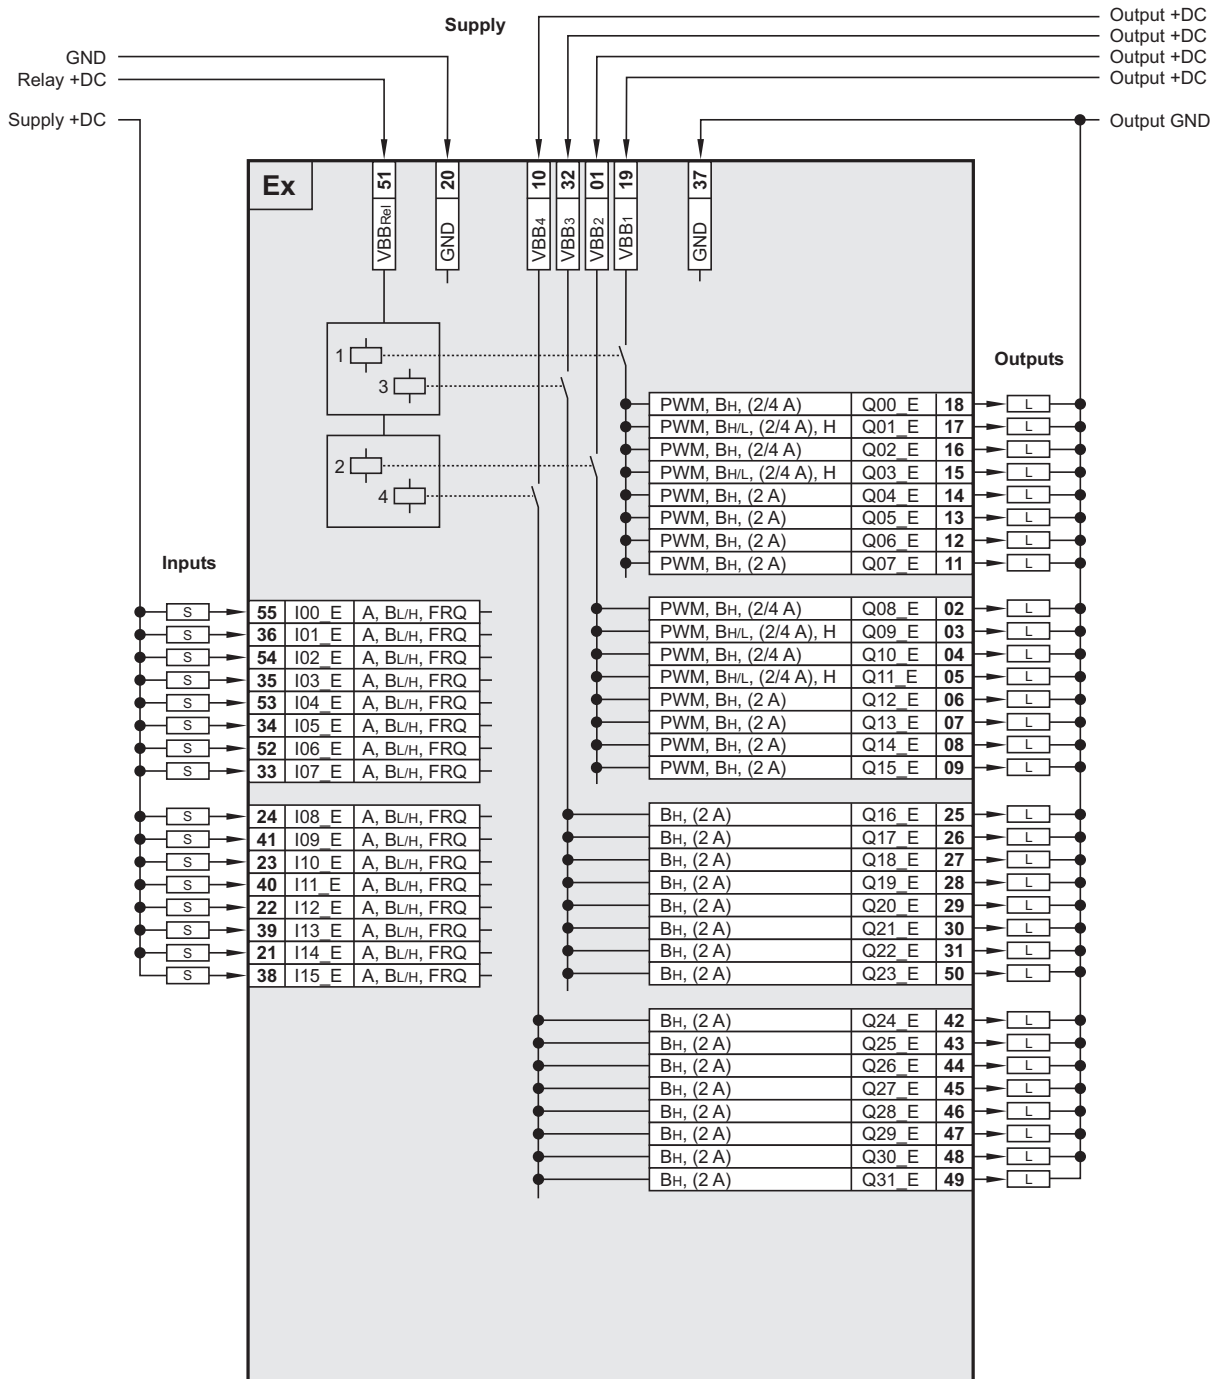 Supply
Output +DC
Output +DC
Output +DC
Output +DC
GND
Relay +DC
Supply +DC
Output GND
Ex
51 VBBRel
20 GND
10 VBB4
32 VBB3
01 VBB2
19 VBB1
37 GND
1
3
2
4
Outputs
PWM, BH, (2/4 A) Q00_E 18 L
PWM, BH/L, (2/4 A), H Q01_E 17 L
PWM, BH, (2/4 A) Q02_E 16 L
PWM, BH/L, (2/4 A), H Q03_E 15 L
PWM, BH, (2 A) Q04_E 14 L
PWM, BH, (2 A) Q05_E 13 L
PWM, BH, (2 A) Q06_E 12 L
PWM, BH, (2 A) Q07_E 11 L
PWM, BH, (2/4 A) Q08_E 02 L
PWM, BH/L, (2/4 A), H Q09_E 03 L
PWM, BH, (2/4 A) Q10_E 04 L
PWM, BH/L, (2/4 A), H Q11_E 05 L
PWM, BH, (2 A) Q12_E 06 L
PWM, BH, (2 A) Q13_E 07 L
PWM, BH, (2 A) Q14_E 08 L
PWM, BH, (2 A) Q15_E 09 L
BH, (2 A) Q16_E 25 L
BH, (2 A) Q17_E 26 L
BH, (2 A) Q18_E 27 L
BH, (2 A) Q19_E 28 L
BH, (2 A) Q20_E 29 L
BH, (2 A) Q21_E 30 L
BH, (2 A) Q22_E 31 L
BH, (2 A) Q23_E 50 L
BH, (2 A) Q24_E 42 L
BH, (2 A) Q25_E 43 L
BH, (2 A) Q26_E 44 L
BH, (2 A) Q27_E 45 L
BH, (2 A) Q28_E 46 L
BH, (2 A) Q29_E 47 L
BH, (2 A) Q30_E 48 L
BH, (2 A) Q31_E 49 L
Inputs
S 55 I00_E A, BL/H, FRQ
S 36 I01_E A, BL/H, FRQ
S 54 I02_E A, BL/H, FRQ
S 35 I03_E A, BL/H, FRQ
S 53 I04_E A, BL/H, FRQ
S 34 I05_E A, BL/H, FRQ
S 52 I06_E A, BL/H, FRQ
S 33 I07_E A, BL/H, FRQ
S 24 I08_E A, BL/H, FRQ
S 41 I09_E A, BL/H, FRQ
S 23 I10_E A, BL/H, FRQ
S 40 I11_E A, BL/H, FRQ
S 22 I12_E A, BL/H, FRQ
S 39 I13_E A, BL/H, FRQ
S 21 I14_E A, BL/H, FRQ
S 38 I15_E A, BL/H, FRQ